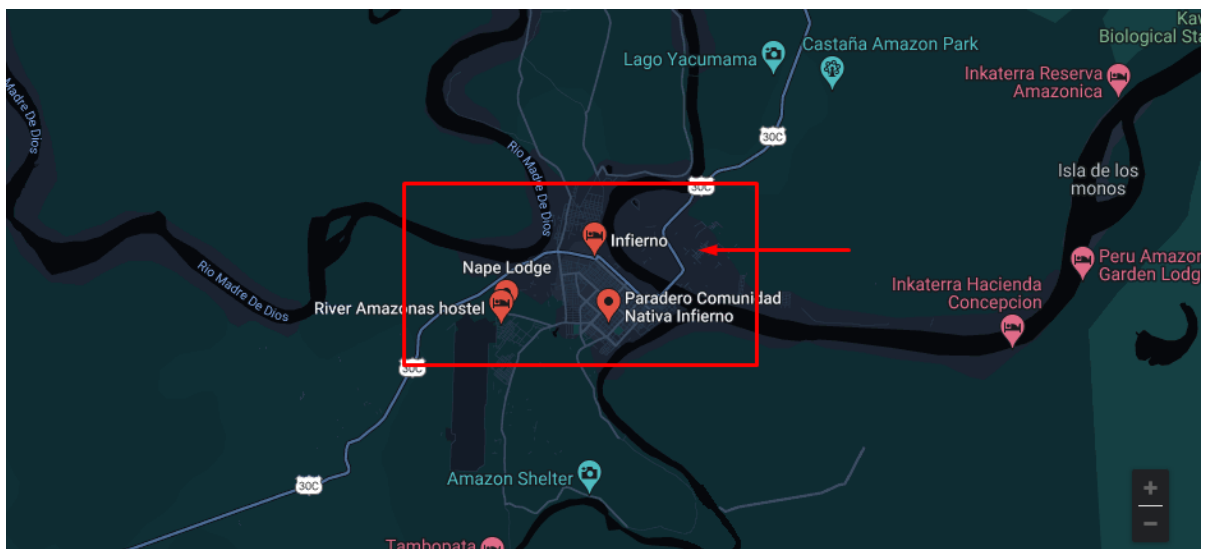 Kaw
Biological Sta
Lago Yacumama
Castaña Amazon Park
Inkaterra Reserva
Amazonica
Madre De Dios
30C
Rio Madre De Dios
Isla de los
monos
30C
Infierno
Nape Lodge
Rio Madre De Dios
River Amazonas hostel
Paradero Comunidad
Nativa Infierno
Inkaterra Hacienda
Concepcion
Peru Amazon
Garden Lodg
30C
Amazon Shelter
30C
Tambopata
+
−